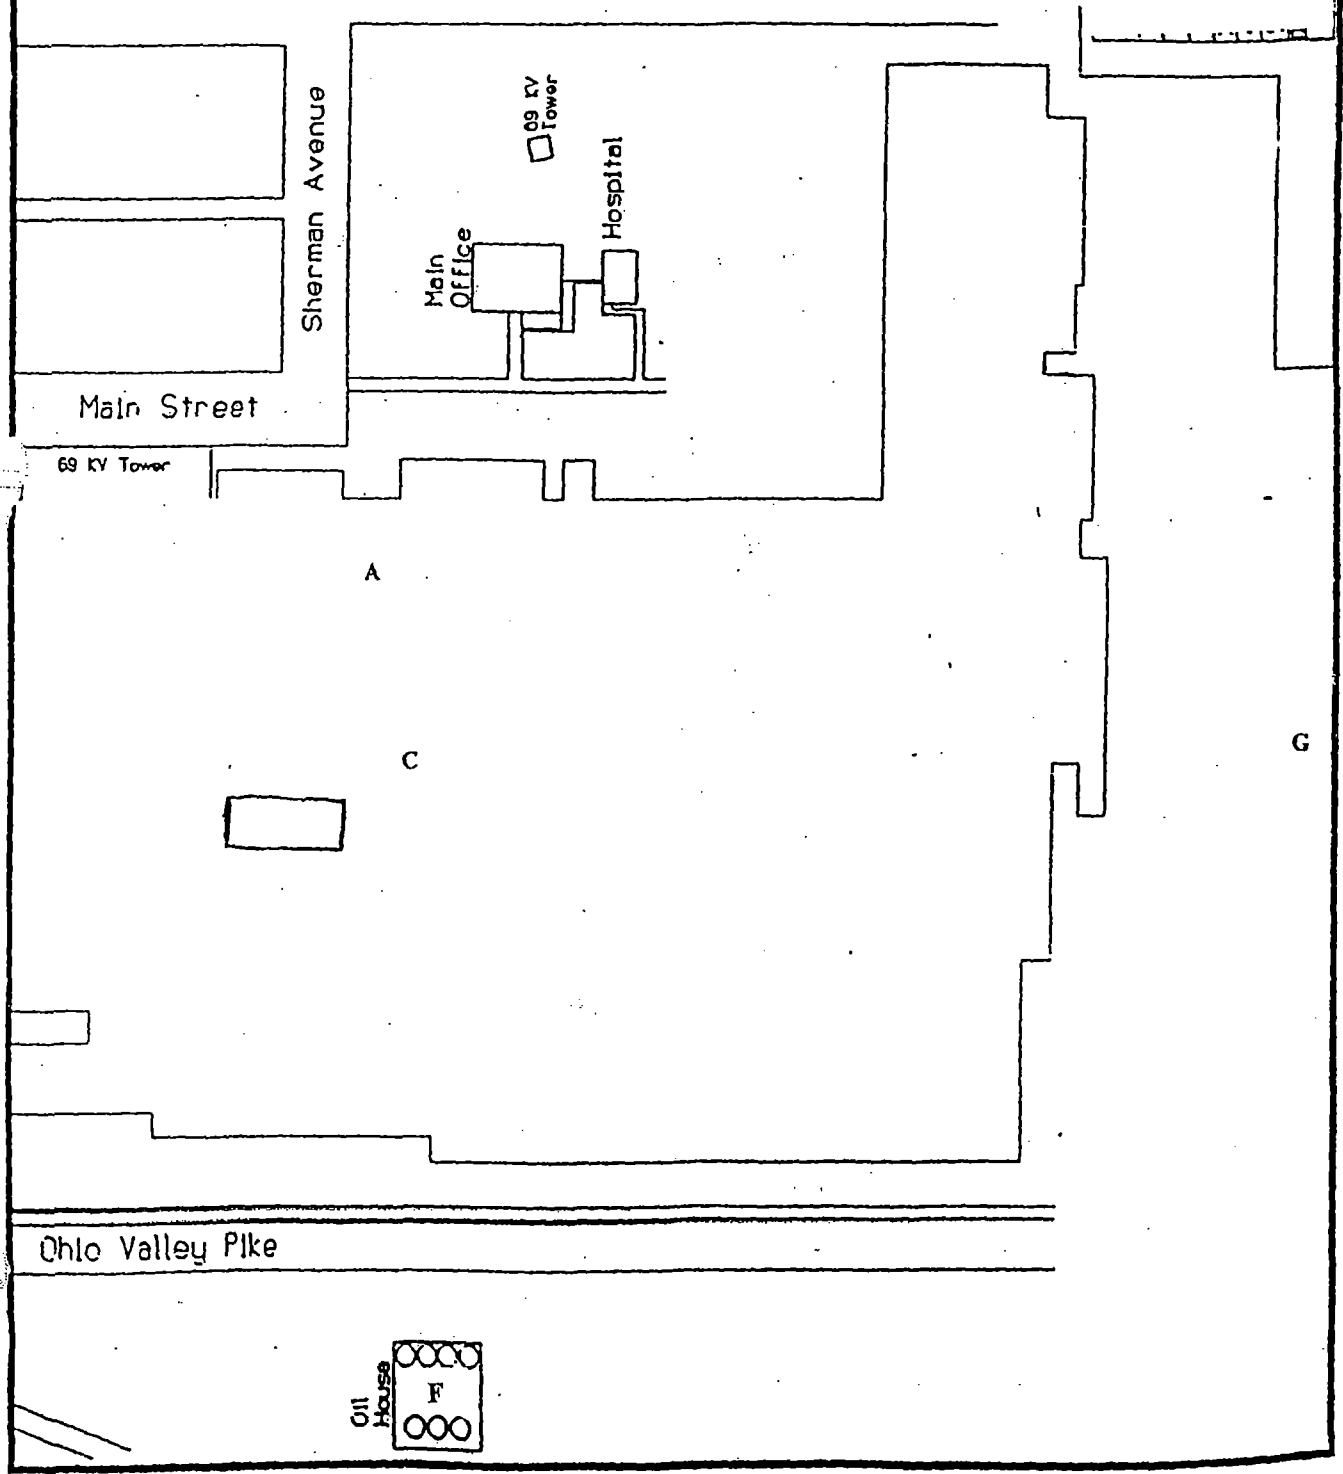 69 KV
Tower
Sherman Avenue
Hospital
Main
Office
Main Street
69 KV Tower
A
C
G
Ohio Valley Pike
Oil
House
F